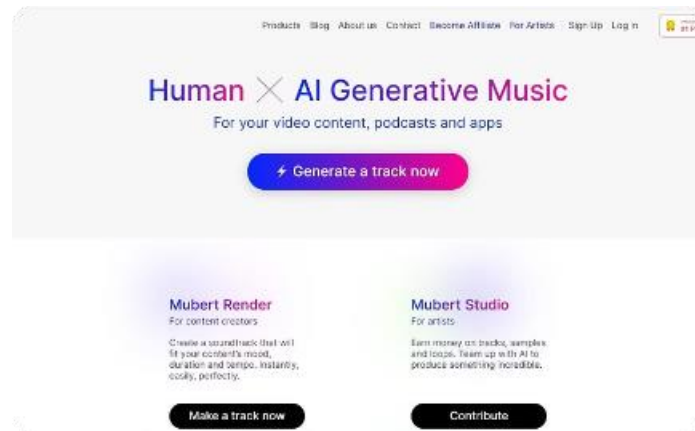 Products Blog About us Contact Become Affiliate For Artists Sign Up Log in
Human × AI Generative Music
For your video content, podcasts and apps
Generate a track now
Mubert Render
For content creators
Create a soundtrack that will
fit your content's mood,
duration and tempo. Instantly,
easily, perfectly.
Make a track now
Mubert Studio
For artists
Earn money on tracks, samples
and loops. Team up with AI to
produce something incredible.
Contribute